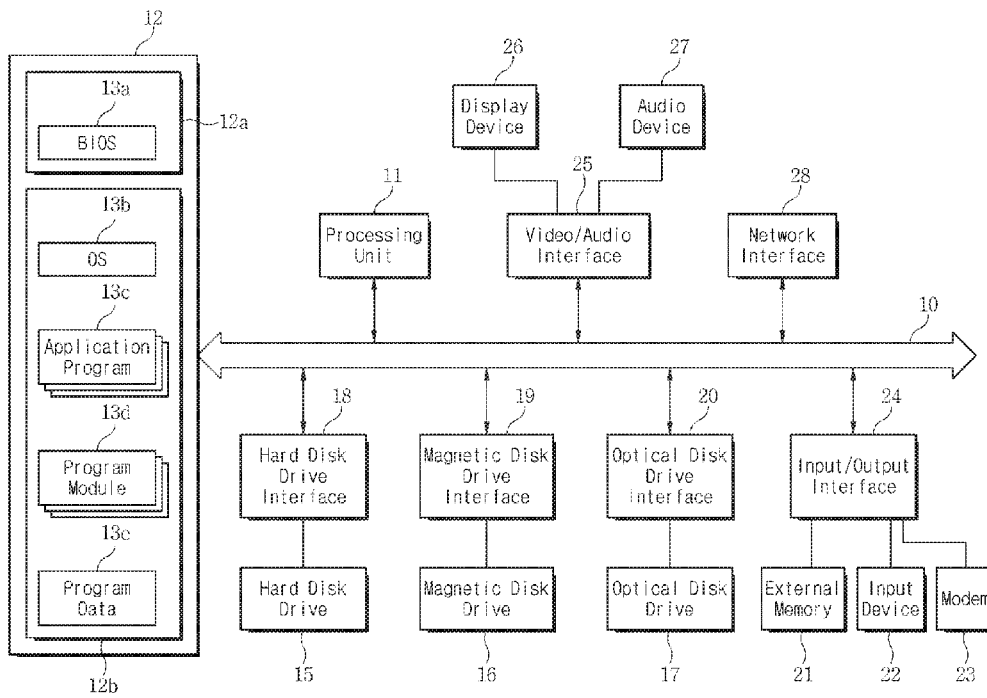 12
13a
BIOS
12a
13b
OS
13c
Application
Program
13d
Program
Module
13e
Program
Data
12b
26
Display
Device
27
Audio
Device
11
Processing
Unit
25
Video/Audio
Interface
28
Network
Interface
10
18
Hard Disk
Drive
Interface
19
Magnetic Disk
Drive
Interface
20
Optical Disk
Drive
interface
24
Input/Output
Interface
Hard Disk
Drive
15
Magnetic Disk
Drive
16
Optical Disk
Drive
17
External
Memory
21
Input
Device
22
Modem
23